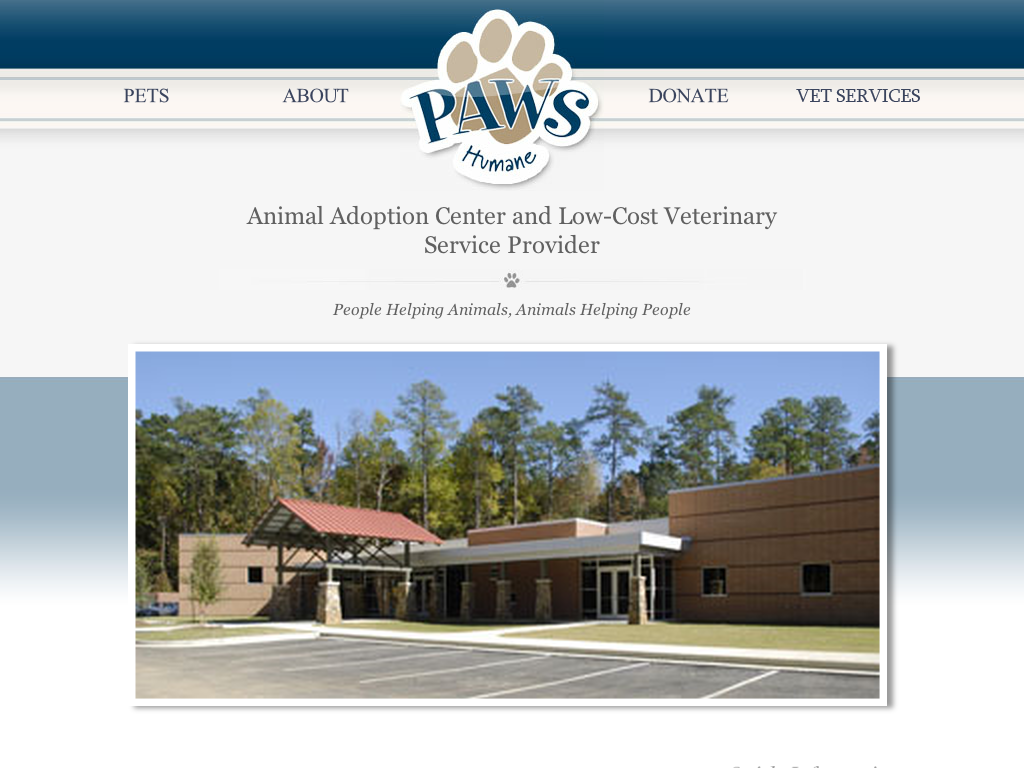 PETS
ABOUT
PAWS
Humane
DONATE
VET SERVICES
Animal Adoption Center and Low-Cost Veterinary
Service Provider
People Helping Animals, Animals Helping People